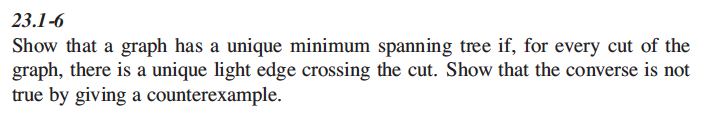 23.1-6
Show that a graph has a unique minimum spanning tree if, for every cut of the
graph, there is a unique light edge crossing the cut. Show that the converse is not
true by giving a counterexample.